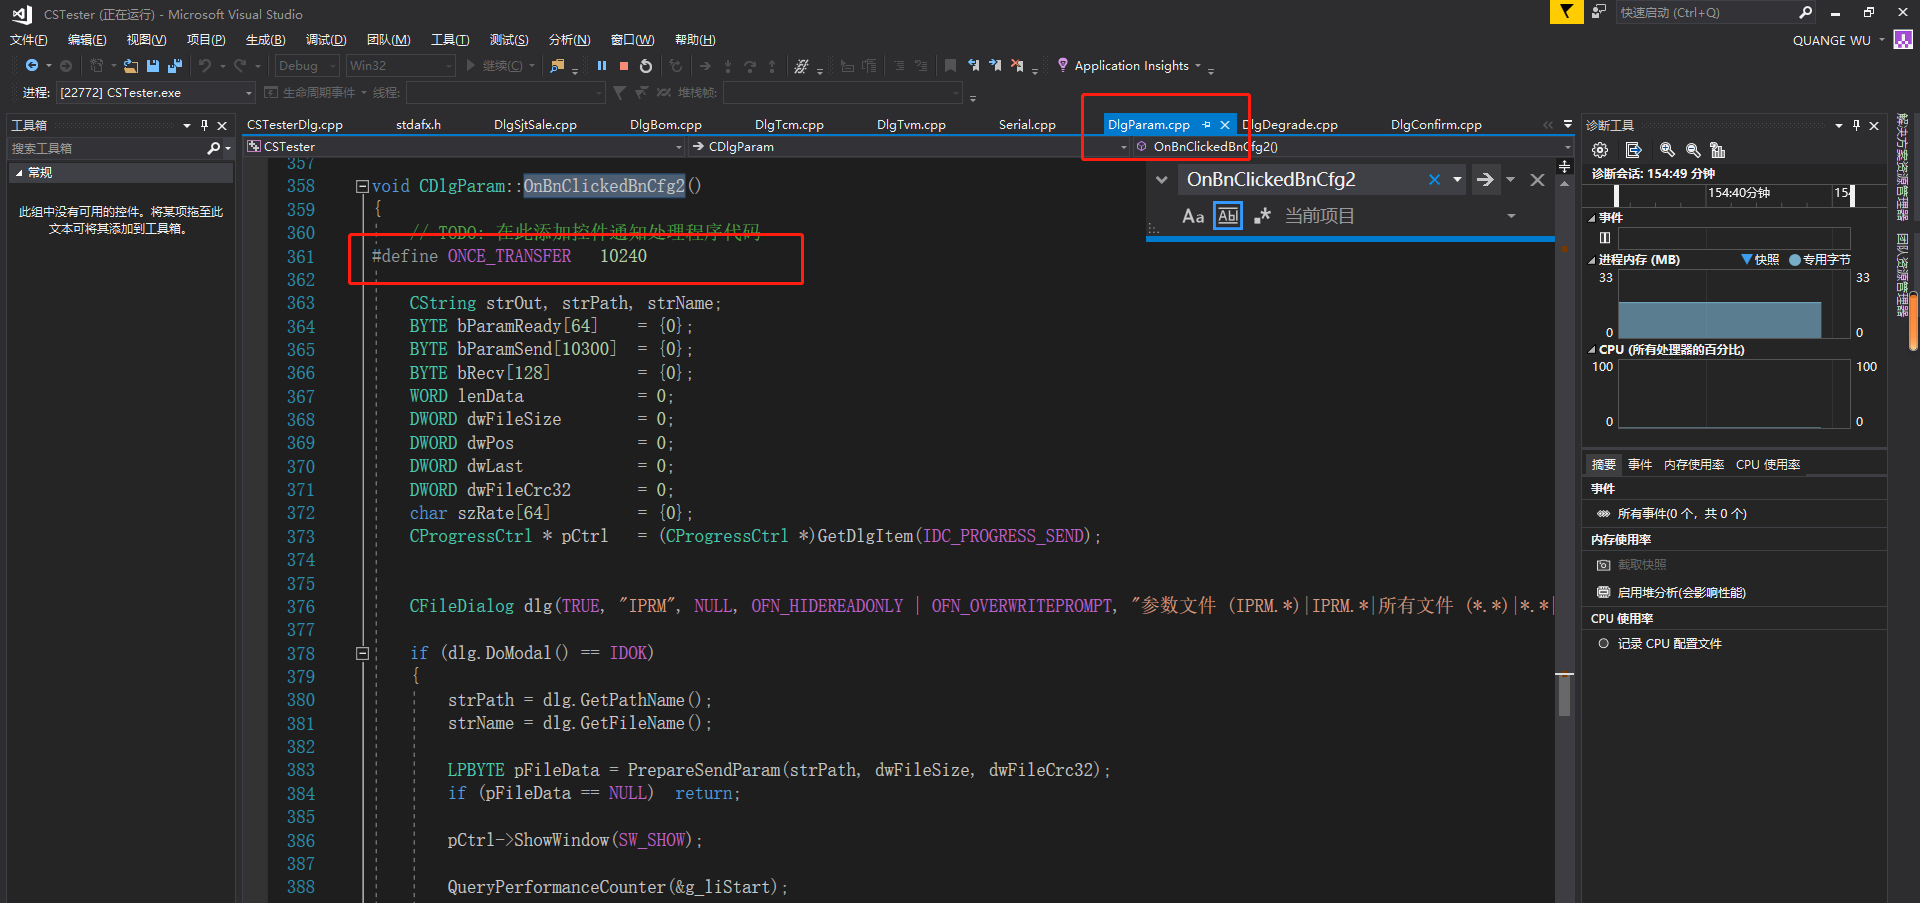 CSTester (正在运行) - Microsoft Visual Studio
快速启动 (Ctrl+Q)
文件(F) 编辑(E) 视图(V) 项目(P) 生成(B) 调试(D) 团队(M) 工具(T) 测试(S) 分析(N) 窗口(W) 帮助(H)
QUANGE WU
Debug Win32 继续(C) Application Insights
进程: [22772] CSTester.exe 生命周期事件 线程: 堆栈帧:
工具箱
搜索工具箱
常规
此组中没有可用的控件。将某项拖至此
文本可将其添加到工具箱。
CSTesterDlg.cpp stdafx.h DlgSjtSale.cpp DlgBom.cpp DlgTcm.cpp DlgTvm.cpp Serial.cpp DlgParam.cpp DlgDegrade.cpp DlgConfirm.cpp
CSTester CDlgParam OnBnClickedBnCfg2()
OnBnClickedBnCfg2
Aa Abl .* 当前项目
357
358 void CDlgParam::OnBnClickedBnCfg2()
359 {
360 // TODO: 在此添加控件通知处理程序代码
361 #define ONCE_TRANSFER 10240
362
363 CString strOut, strPath, strName;
364 BYTE bParamReady[64] = {0};
365 BYTE bParamSend[10300] = {0};
366 BYTE bRecv[128] = {0};
367 WORD lenData = 0;
368 DWORD dwFileSize = 0;
369 DWORD dwPos = 0;
370 DWORD dwLast = 0;
371 DWORD dwFileCrc32 = 0;
372 char szRate[64] = {0};
373 CProgressCtrl * pCtrl = (CProgressCtrl *)GetDlgItem(IDC_PROGRESS_SEND);
374
375
376 CFileDialog dlg(TRUE, "IPRM", NULL, OFN_HIDEREADONLY | OFN_OVERWRITEPROMPT, "参数文件 (IPRM.*)|IPRM.*|所有文件 (*.*)|*.*|
377
378 if (dlg.DoModal() == IDOK)
379 {
380 strPath = dlg.GetPathName();
381 strName = dlg.GetFileName();
382
383 LPBYTE pFileData = PrepareSendParam(strPath, dwFileSize, dwFileCrc32);
384 if (pFileData == NULL) return;
385
386 pCtrl->ShowWindow(SW_SHOW);
387
388 QueryPerformanceCounter(&g_liStart);
诊断工具
诊断会话: 154:49 分钟
154:40分钟 154
事件
进程内存 (MB) 快照 专用字节
33 33
0 0
CPU (所有处理器的百分比)
100 100
0 0
摘要 事件 内存使用率 CPU 使用率
事件
所有事件(0 个，共 0 个)
内存使用率
截取快照
启用堆分析(会影响性能)
CPU 使用率
记录 CPU 配置文件
解决方案资源管理器
团队资源管理器